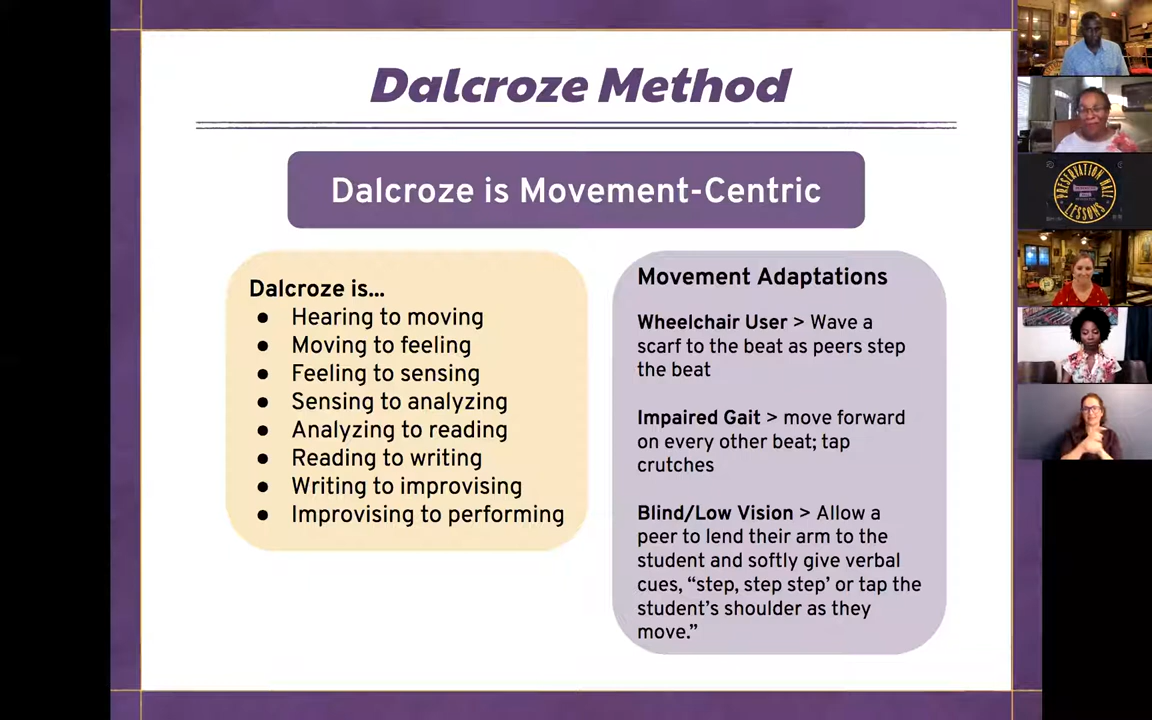 Dalcroze Method
Dalcroze is Movement-Centric
Dalcroze is...
● Hearing to moving
● Moving to feeling
● Feeling to sensing
● Sensing to analyzing
● Analyzing to reading
● Reading to writing
● Writing to improvising
● Improvising to performing
Movement Adaptations
Wheelchair User > Wave a
scarf to the beat as peers step
the beat
Impaired Gait > move forward
on every other beat; tap
crutches
Blind/Low Vision > Allow a
peer to lend their arm to the
student and softly give verbal
cues, “step, step step’ or tap the
student’s shoulder as they
move.”
PRESERVATION HALL
LESSONS